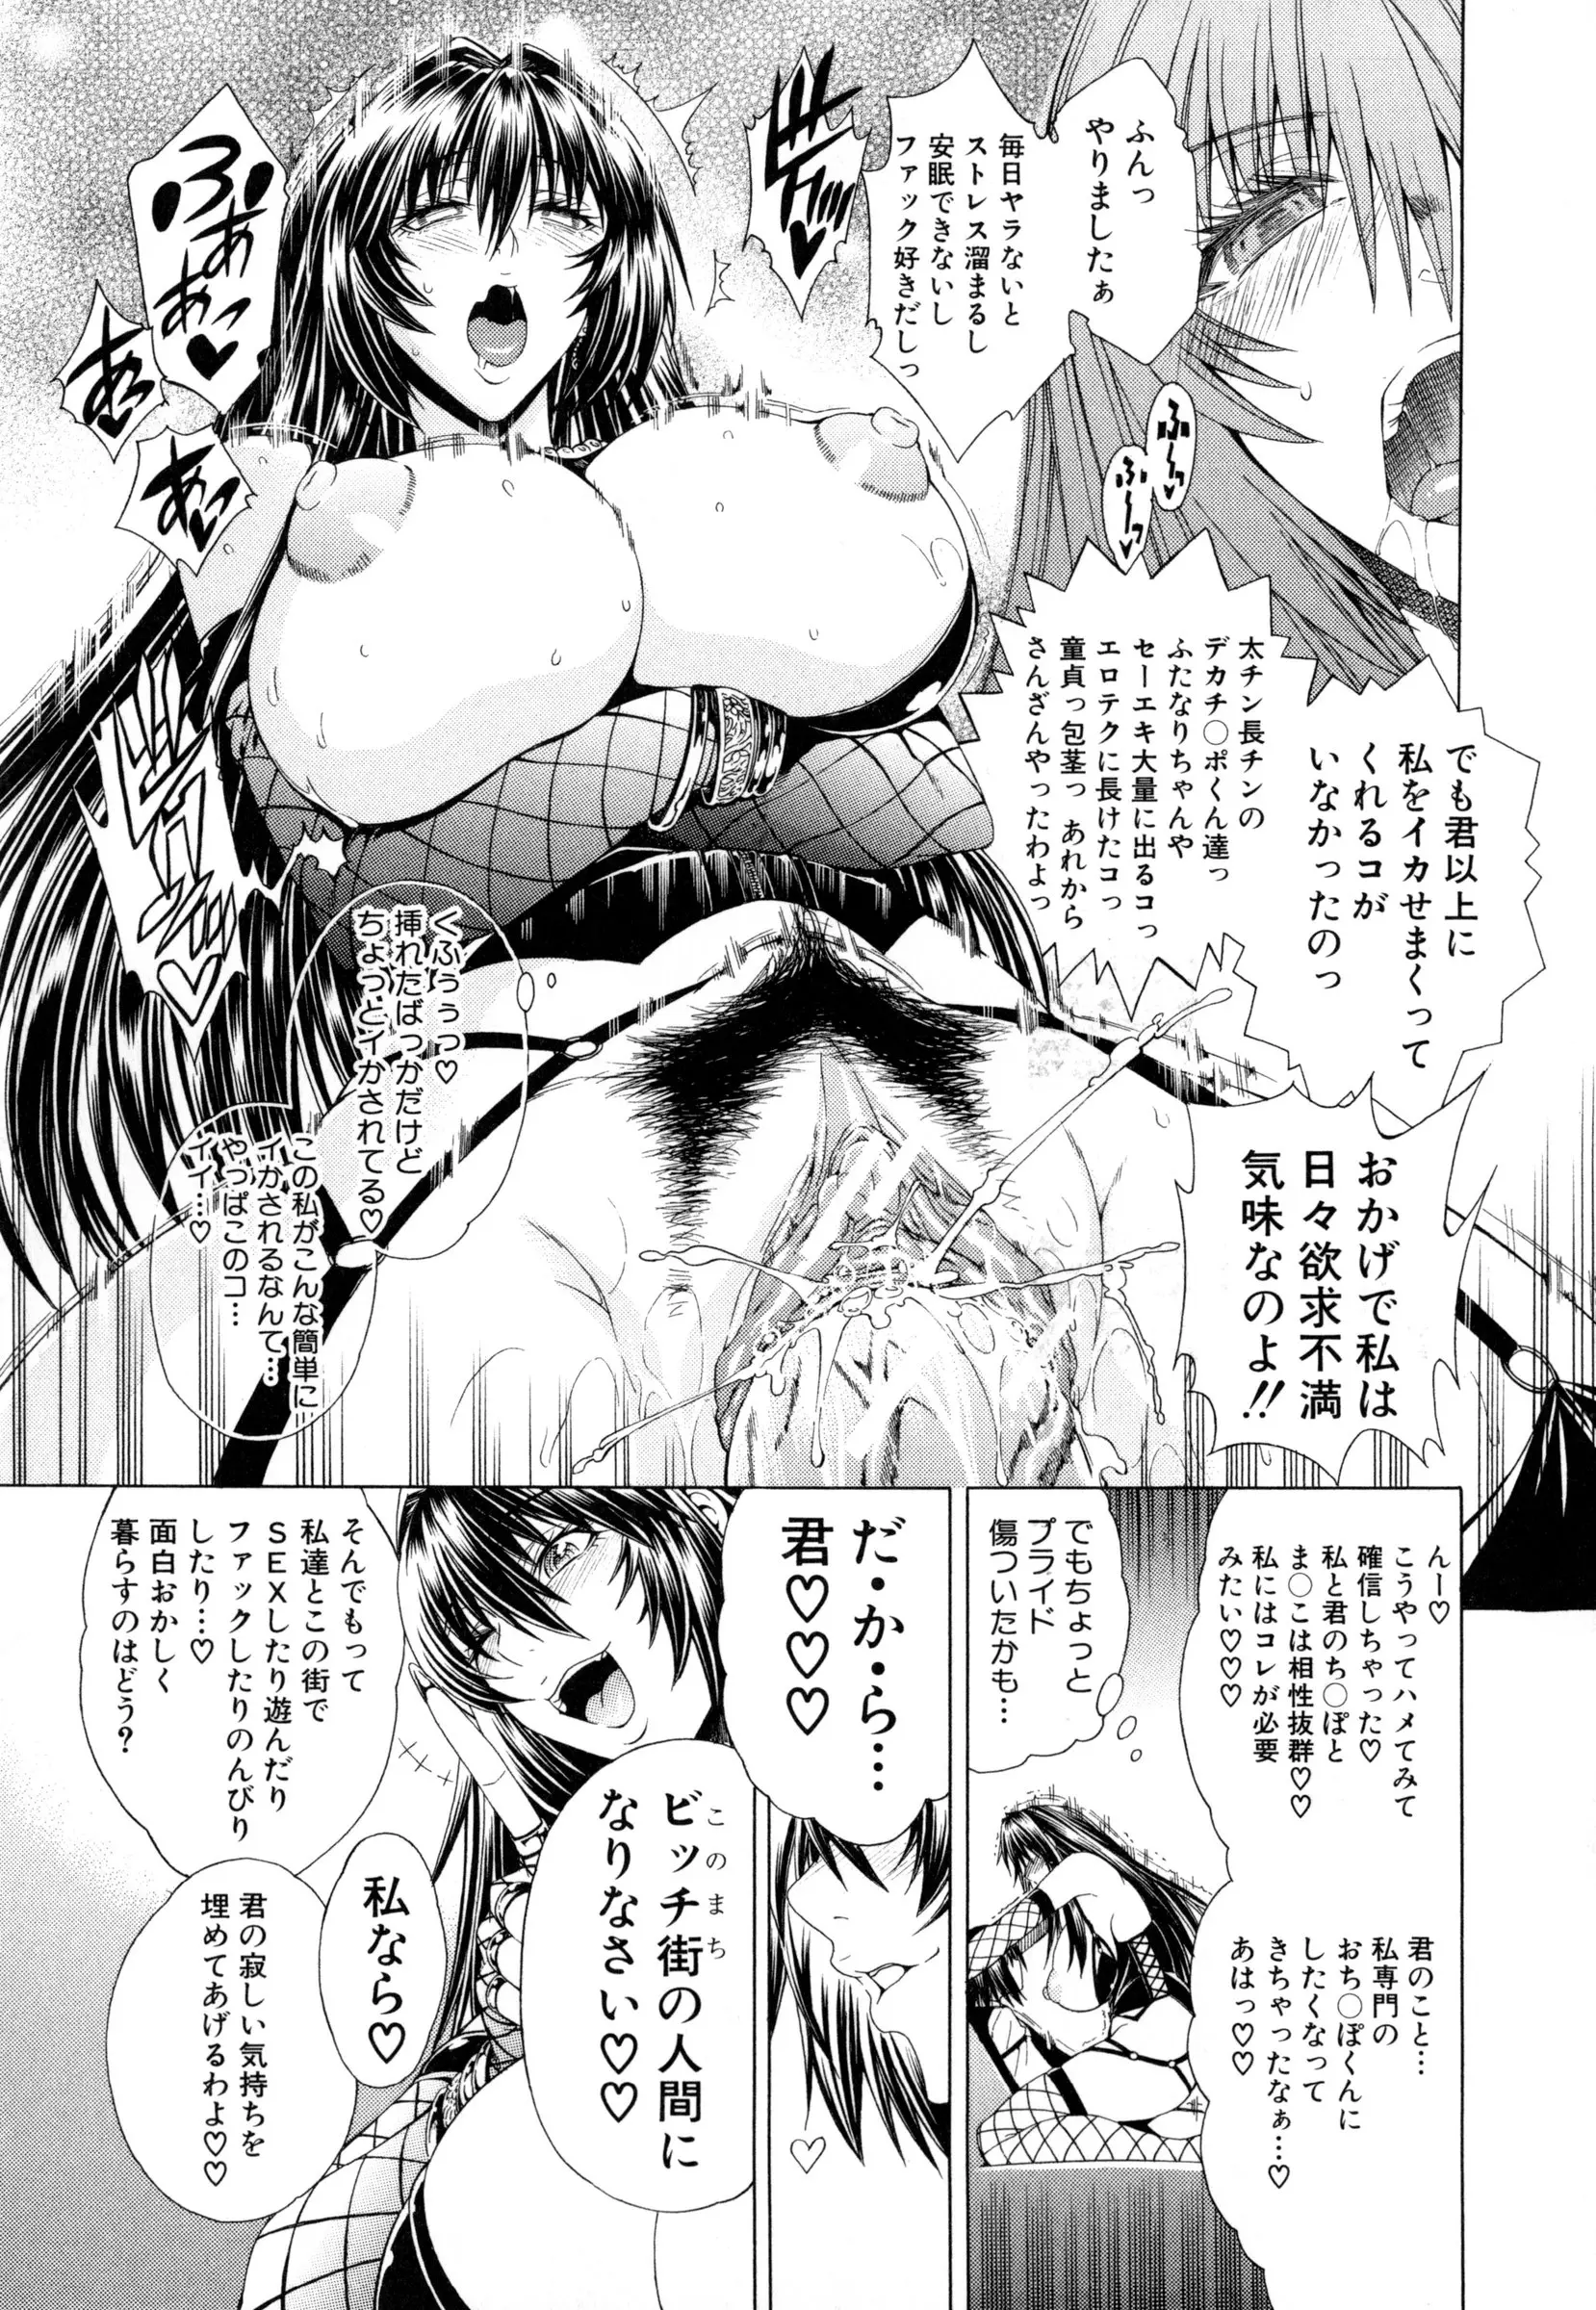 ふんっ
やりましたぁ
毎日ヤラないと
ストレス溜まるし
安眠できないし
ファック好きだしっ
ふ～っ♥
ふ～っ♥
ふぁぁあっ♥
でも君以上に
私をイカせまくって
くれるコが
いなかったのっ
太チン長チンの
デカチ〇ポくん達っ
ふたなりちゃんや
セーエキ大量に出るコっ
エロテクに長けたコっ
童貞っ包茎っ あれから
さんざんやったわよっ
おかげで私は
日々欲求不満
気味なのよ!!
くふぅぅっ♥
挿れたばっかだけど
ちょっとイかされてる♥
この私がこんな簡単に
イかされるなんて…
やっぱこのコ…
イイ…♥
んー♡
こうやってハメてみて
確信しちゃった♡
私と君のち〇ぽと
ま〇こは相性抜群♡♡
私にはコレが必要
みたい♡♡♡
君のこと…
私専門の
おち〇ぽくんに
したくなって
きちゃったなぁ…♡
あはっ♡♡
でもちょっと
プライド
傷ついたかも…
だ・か・ら…
君♡♡♡
ビッチ街の人間に
このまち
なりなさい♡♡
そんでもって
私達とこの街で
SEXしたり遊んだり
ファックしたりのんびり
したり…♡
面白おかしく
暮らすのはどう？
私なら♡
君の寂しい気持ちを
埋めてあげるわよ♡♡